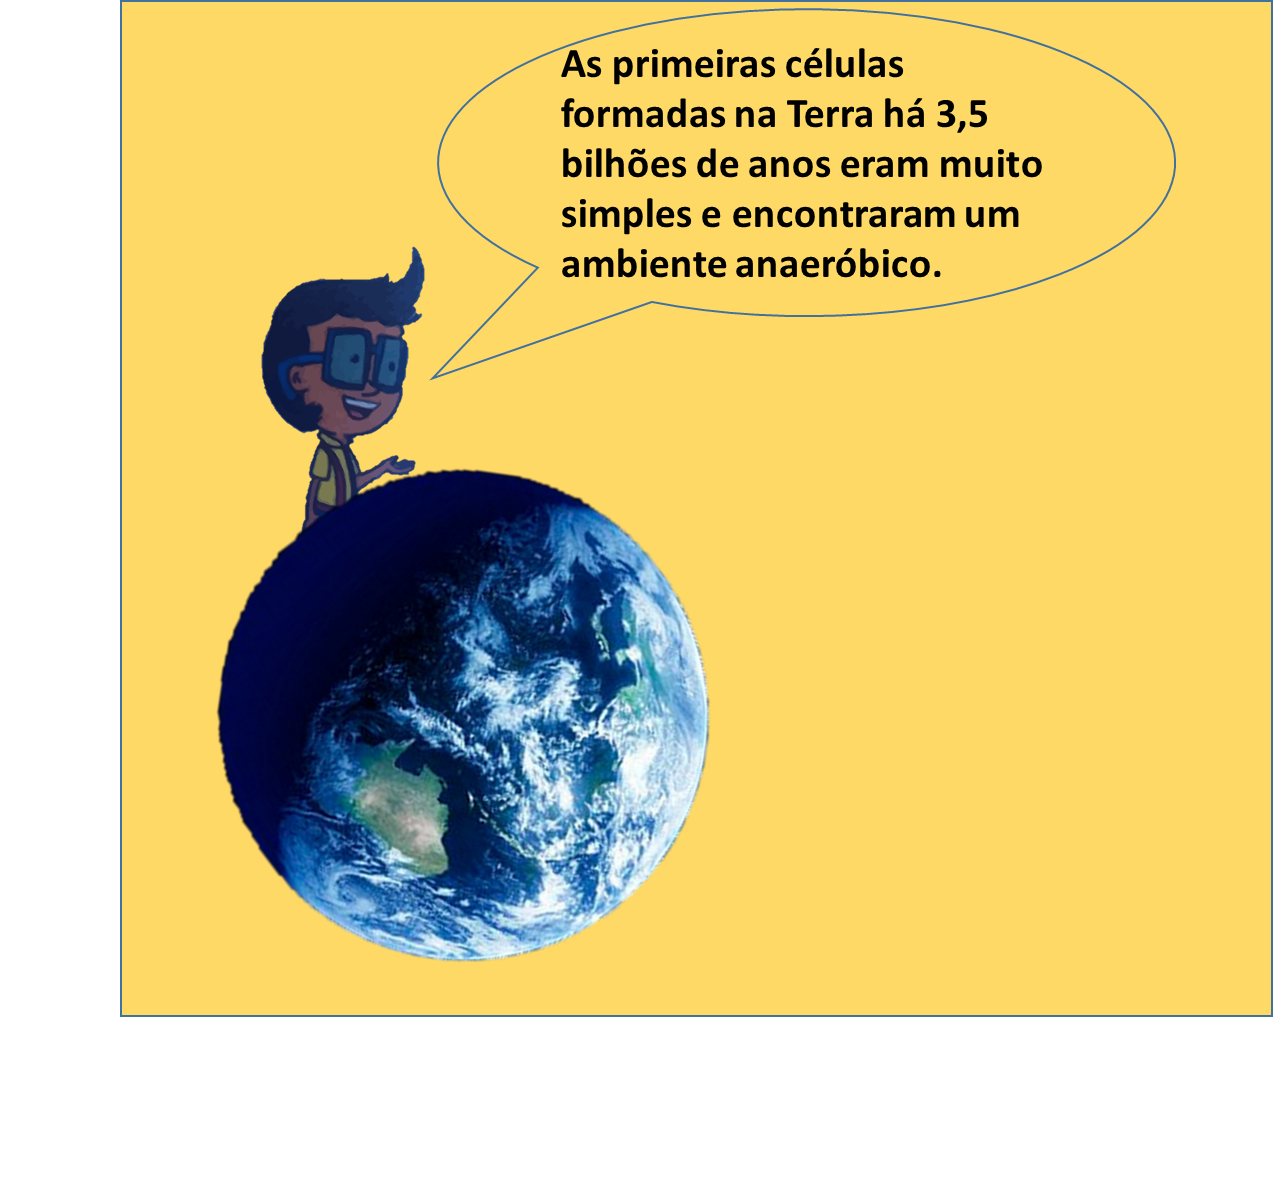 As primeiras células
formadas na Terra há 3,5
bilhões de anos eram muito
simples e encontraram um
ambiente anaeróbico.